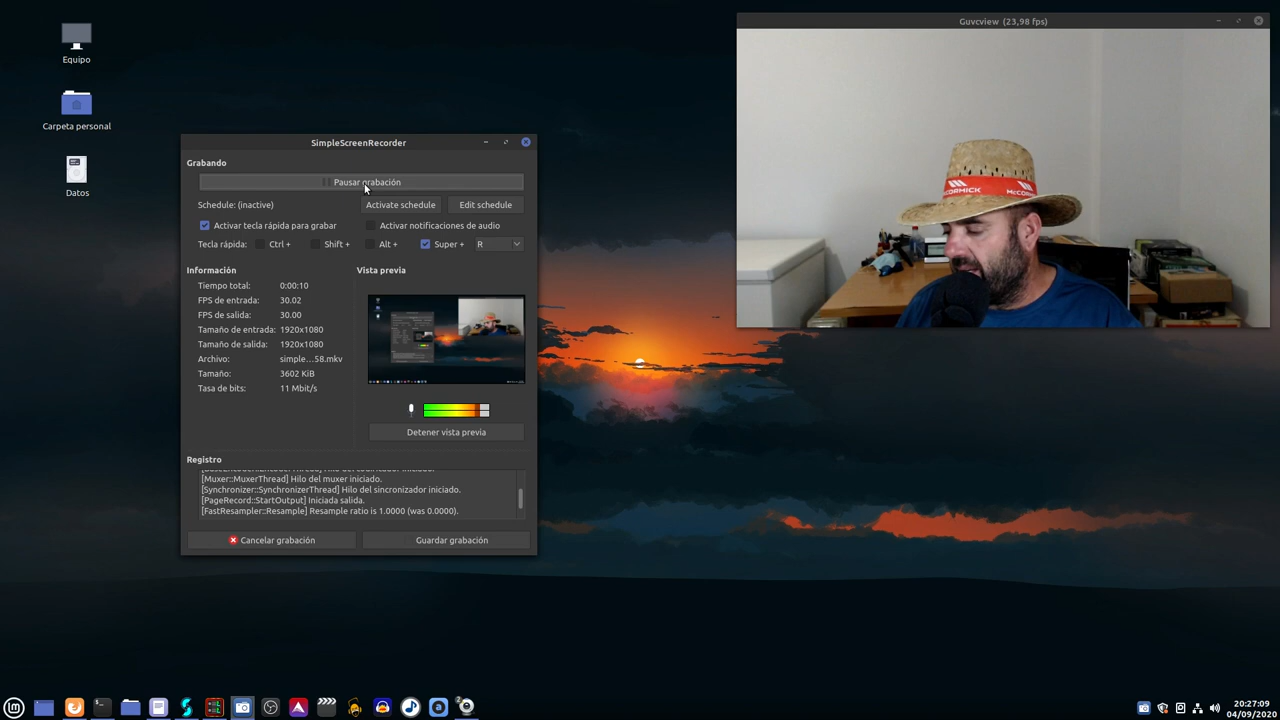 Equipo
Carpeta personal
Datos
Guvcview (23,98 fps)
McCORMICK
SimpleScreenRecorder
Grabando
Pausar grabación
Schedule: (inactive)
Activate schedule
Edit schedule
Activar tecla rápida para grabar
Activar notificaciones de audio
Tecla rápida:
Ctrl +
Shift +
Alt +
Super +
R
Información
Vista previa
Tiempo total: 0:00:10
FPS de entrada: 30.02
FPS de salida: 30.00
Tamaño de entrada: 1920x1080
Tamaño de salida: 1920x1080
Archivo: simple...58.mkv
Tamaño: 3602 KiB
Tasa de bits: 11 Mbit/s
Detener vista previa
Registro
[Muxer::MuxerThread] Hilo del muxer iniciado.
[Synchronizer::SynchronizerThread] Hilo del sincronizador iniciado.
[PageRecord::StartOutput] Iniciada salida.
[FastResampler::Resample] Resample ratio is 1.0000 (was 0.0000).
Cancelar grabación
Guardar grabación
2
20:27:09
04/09/2020